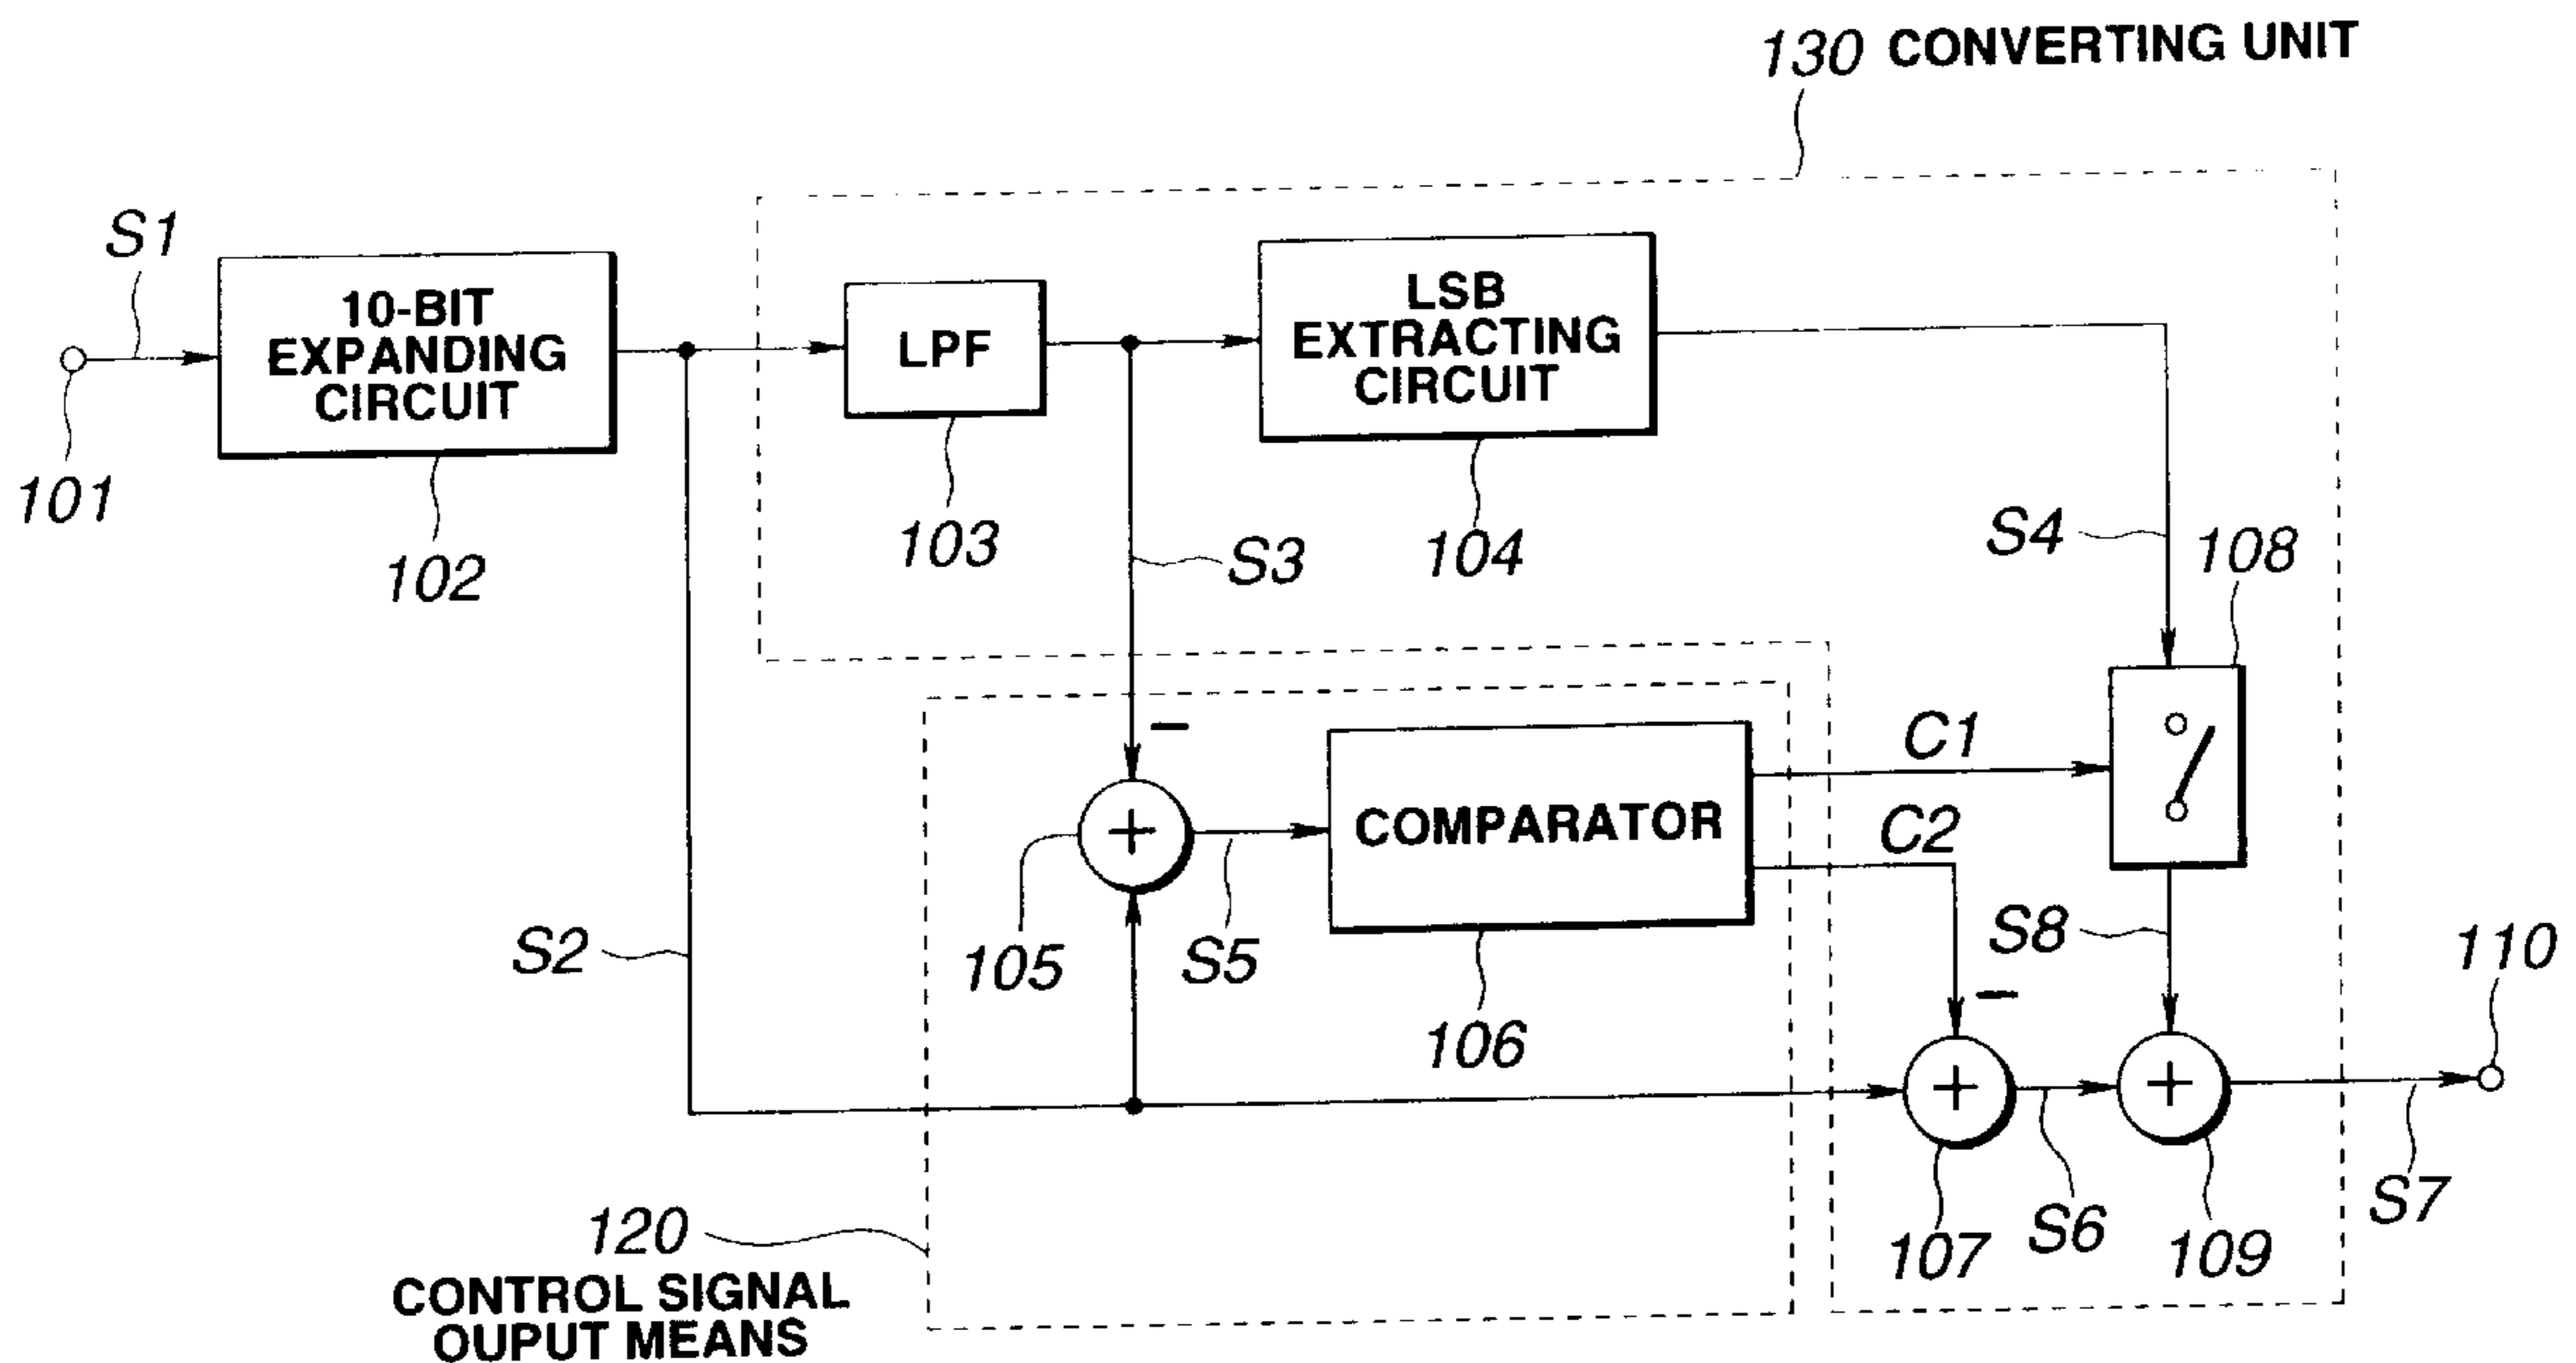 130 CONVERTING UNIT
S1
10-BIT
EXPANDING
CIRCUIT
LPF
LSB
EXTRACTING
CIRCUIT
101
102
103
104
S3
S4
108
−
COMPARATOR
C1
C2
+
105
S5
106
S2
S8
−
110
+
+
107
S6
109
S7
120
CONTROL SIGNAL
OUPUT MEANS